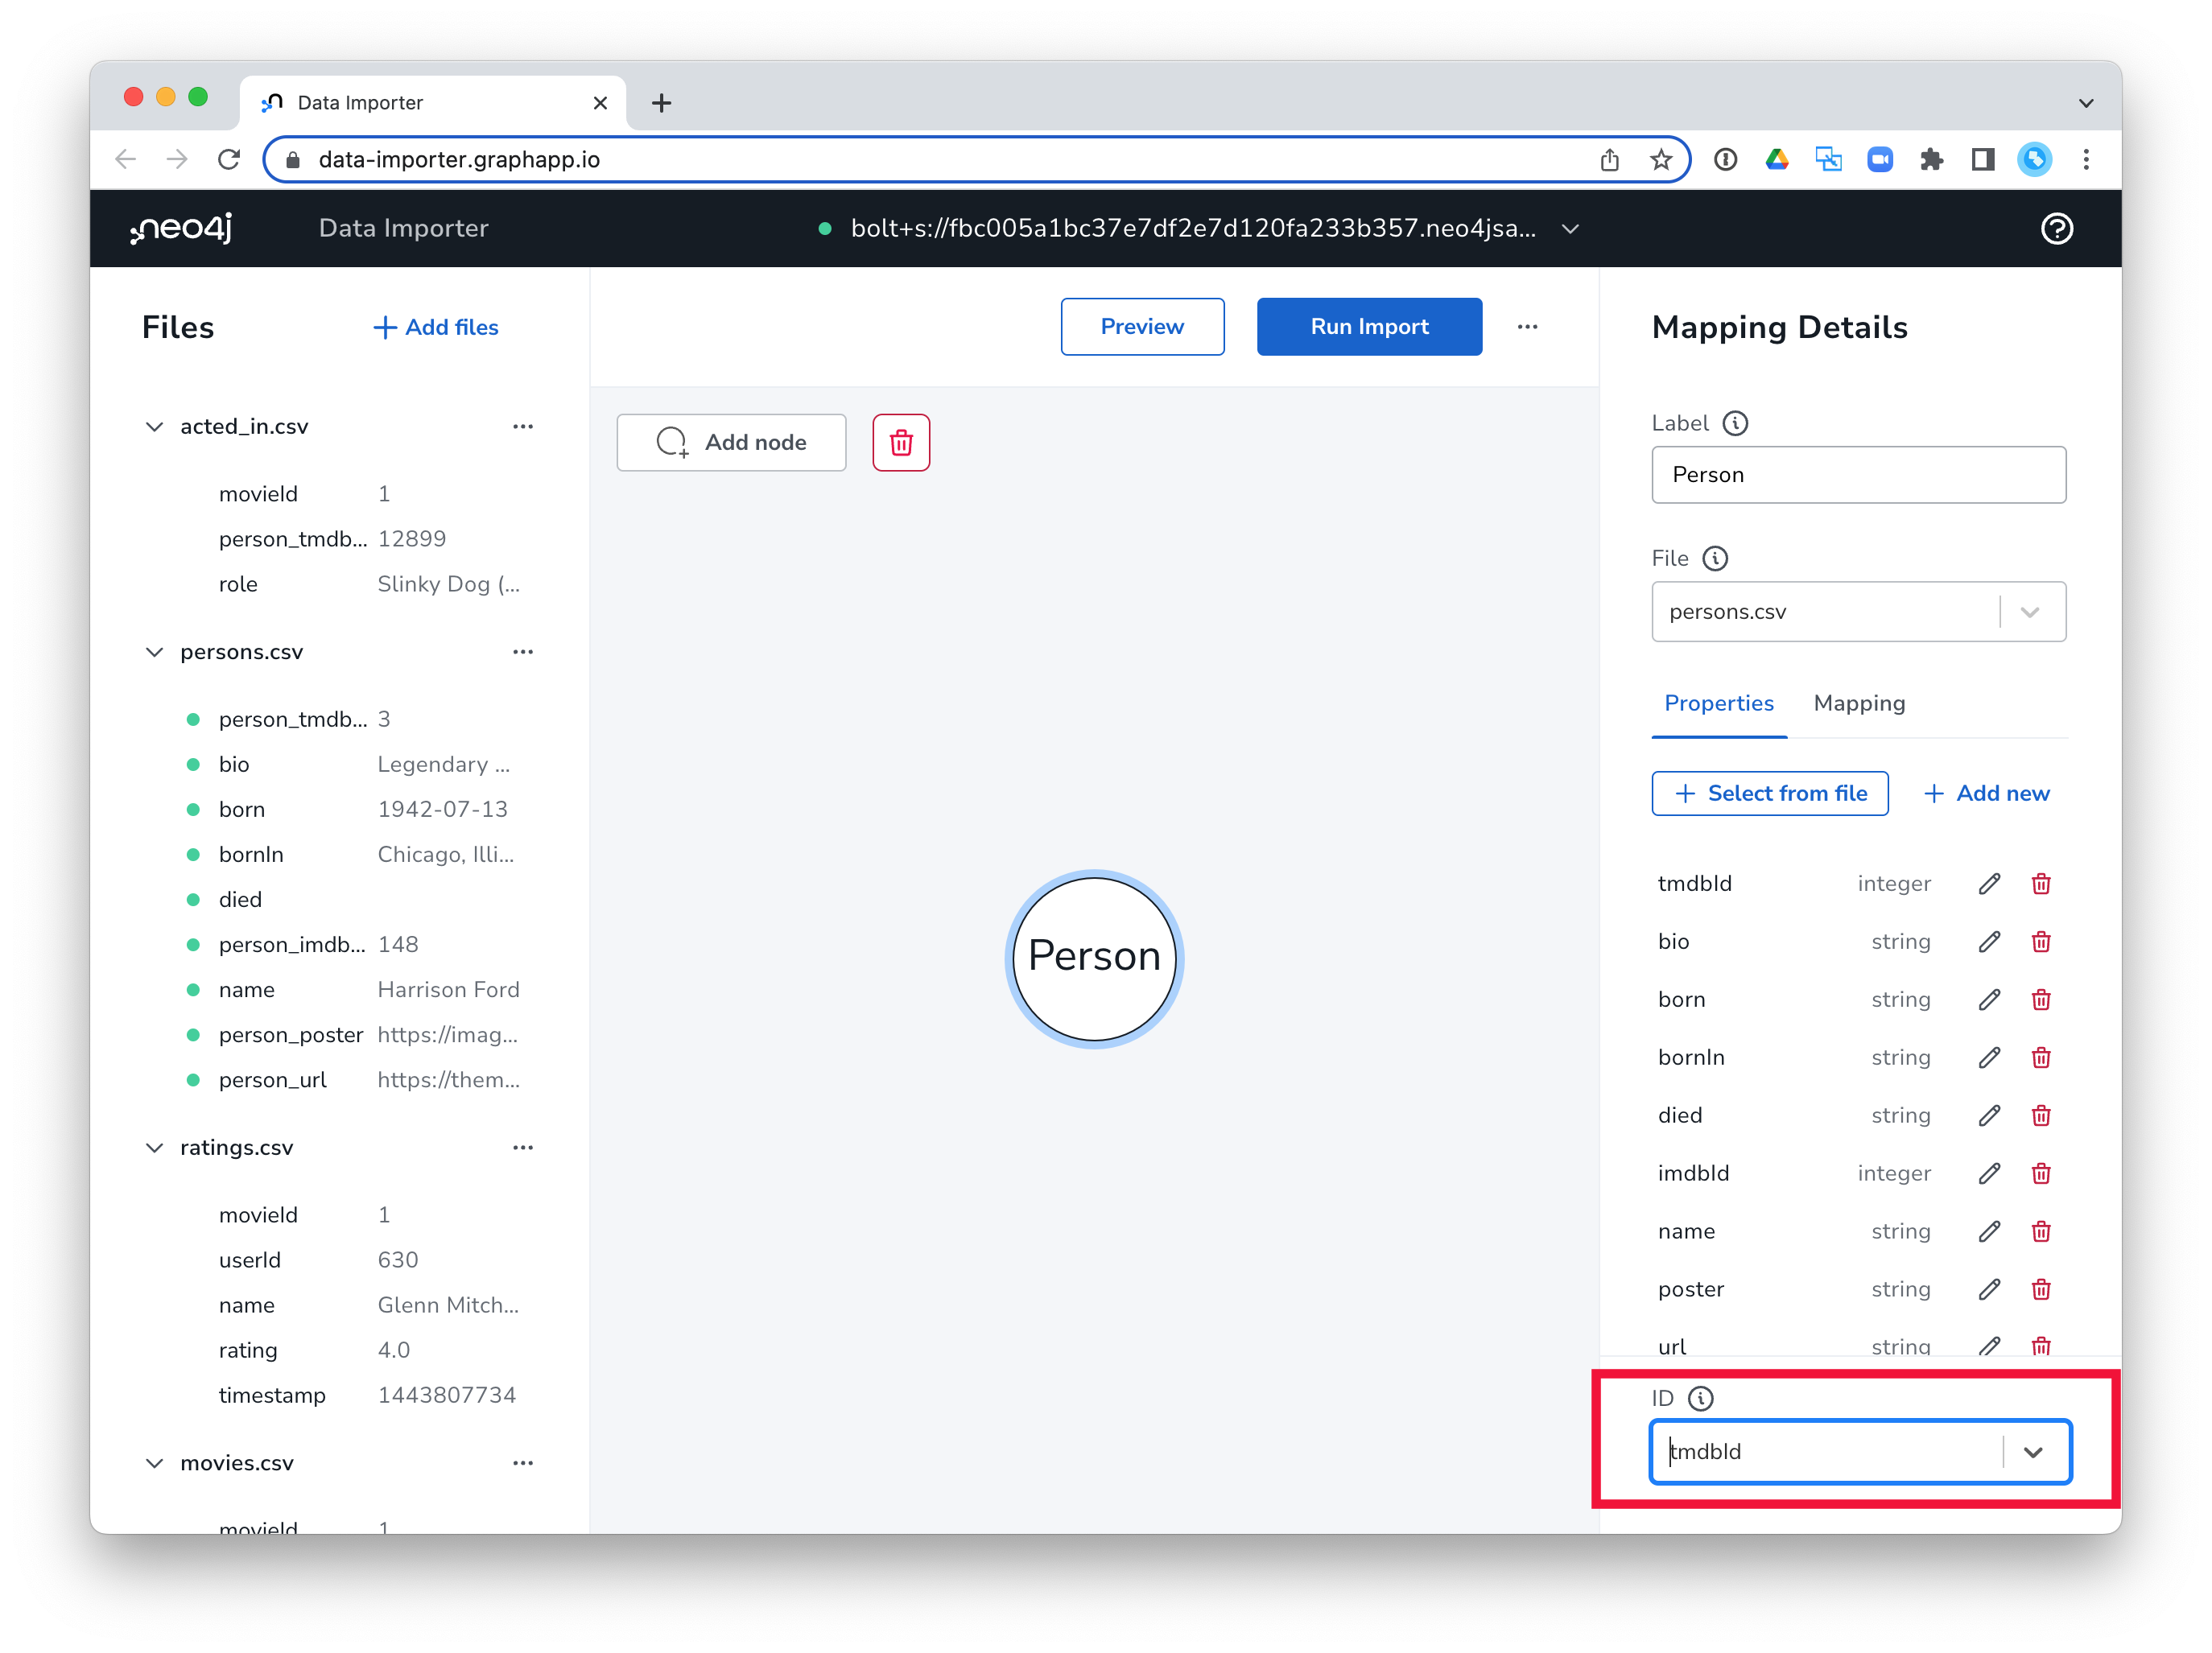 Data Importer
data-importer.graphapp.io
neo4j
Data Importer
bolt+s://fbc005a1bc37e7df2e7d120fa233b357.neo4jsa...
Files
Add files
acted_in.csv
movieId 1
person_tmdb... 12899
role Slinky Dog (...
persons.csv
person_tmdb... 3
bio Legendary ...
born 1942-07-13
bornIn Chicago, Illi...
died
person_imdb... 148
name Harrison Ford
person_poster https://imag...
person_url https://them...
ratings.csv
movieId 1
userId 630
name Glenn Mitch...
rating 4.0
timestamp 1443807734
movies.csv
movieId 1
Preview
Run Import
Add node
Person
Mapping Details
Label
Person
File
persons.csv
Properties Mapping
Select from file
Add new
tmdbId integer
bio string
born string
bornIn string
died string
imdbId integer
name string
poster string
url string
ID
tmdbId